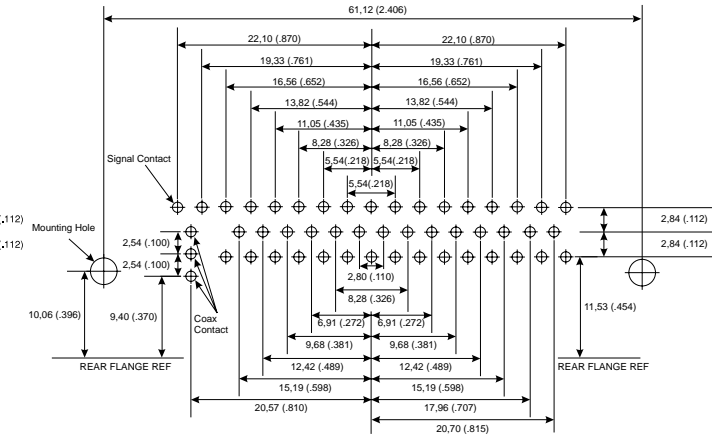 61,12 (2.406)
22,10 (.870) 22,10 (.870)
19,33 (.761) 19,33 (.761)
16,56 (.652) 16,56 (.652)
13,82 (.544) 13,82 (.544)
11,05 (.435) 11,05 (.435)
8,28 (.326) 8,28 (.326)
5,54(.218) 5,54(.218)
5,54(.218)
Signal Contact
.112)
.112)
Mounting Hole
2,54 (.100)
2,54 (.100)
2,84 (.112)
2,84 (.112)
2,80 (.110)
8,28 (.326)
Coax
Contact
10,06 (.396)
9,40 (.370)
11,53 (.454)
6,91 (.272) 6,91 (.272)
9,68 (.381) 9,68 (.381)
REAR FLANGE REF
REAR FLANGE REF
12,42 (.489) 12,42 (.489)
15,19 (.598) 15,19 (.598)
20,57 (.810) 17,96 (.707)
20,70 (.815)